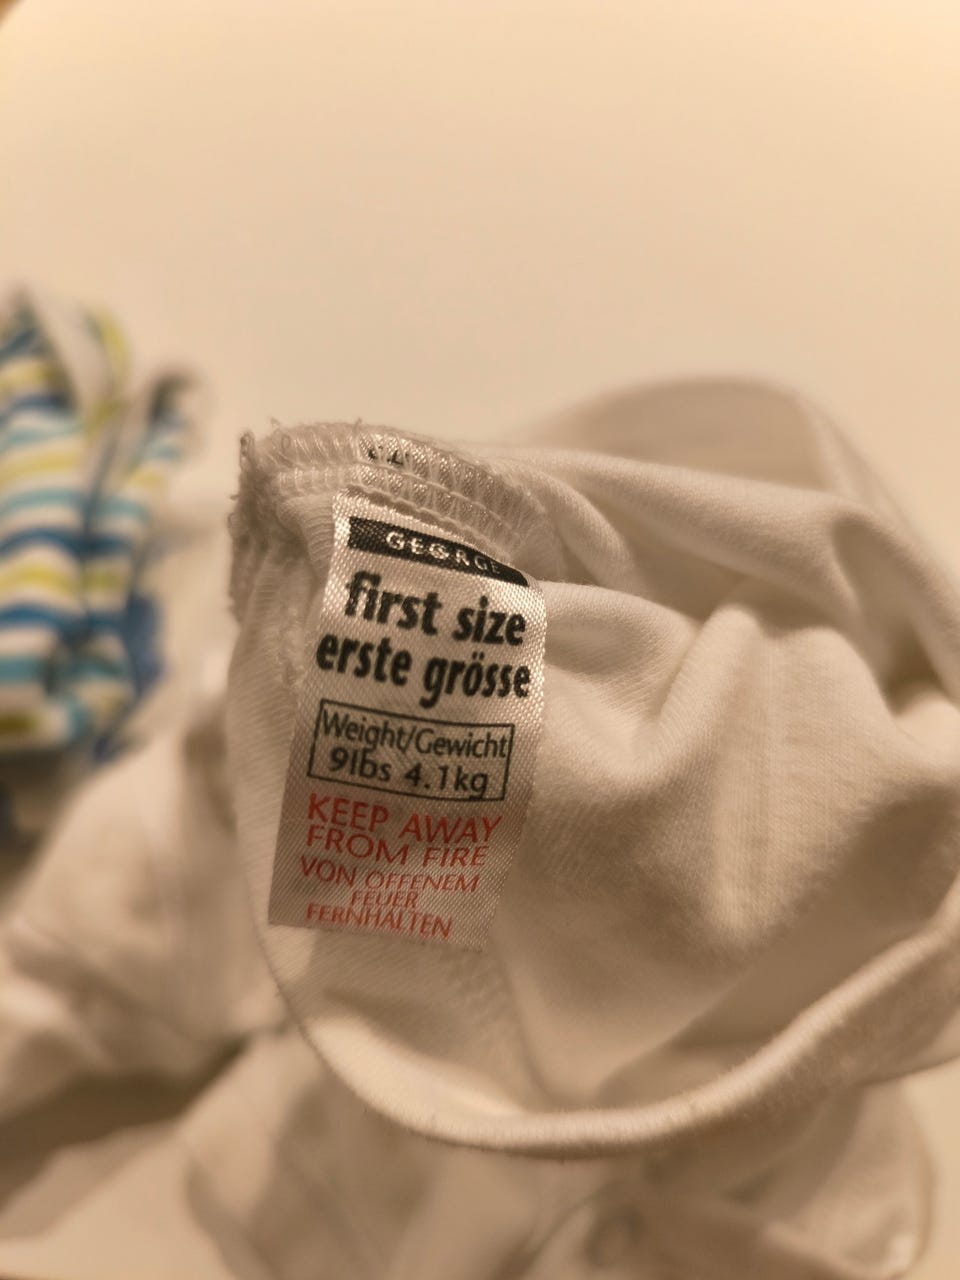 GEORGE
first size
erste grösse
Weight/Gewicht
9lbs 4.1kg
KEEP AWAY
FROM FIRE
VON OFFENEM
FEUER
FERNHALTEN